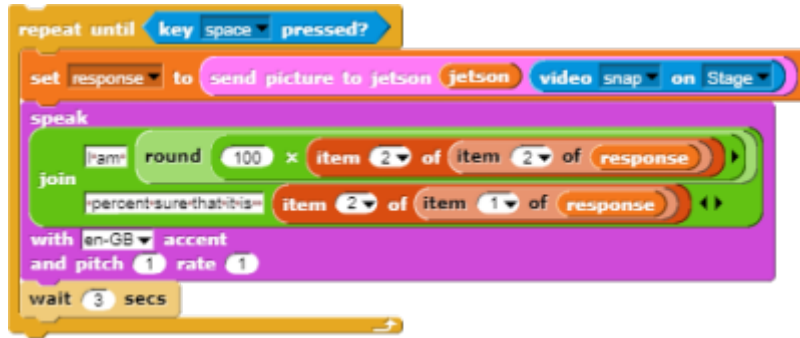 repeat until key space pressed?
set response to send picture to jetson jetson video snap on Stage
speak
I am round 100 × item 2 of item 2 of response
join
percent sure that it is item 2 of item 1 of response
with en-GB accent
and pitch 1 rate 1
wait 3 secs